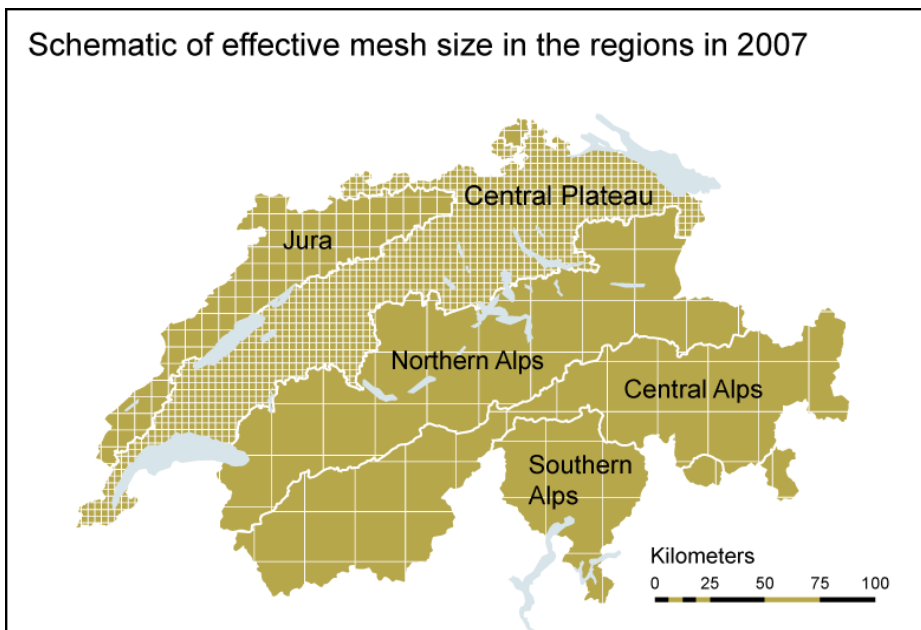 Schematic of effective mesh size in the regions in 2007
Central Plateau
Jura
Northern Alps
Central Alps
Southern
Alps
Kilometers
0 25 50 75 100